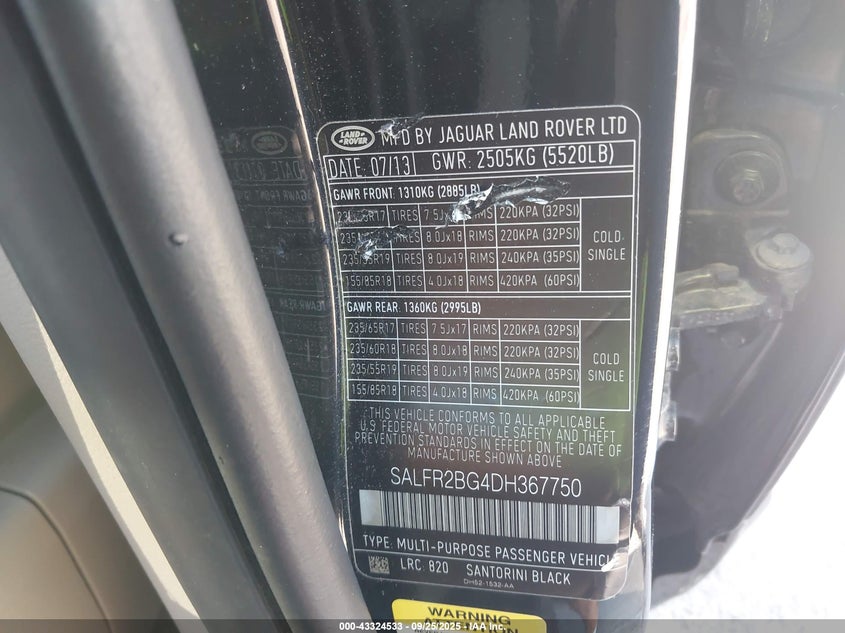 LAND ROVER MFD BY JAGUAR LAND ROVER LTD
DATE: 07/13 GWR: 2505KG (5520LB)
GAWR FRONT: 1310KG (2885LB)
TIRES 7.5J RIMS 220KPA (32PSI)
TIRES 8.0Jx18 RIMS 220KPA (32PSI)
TIRES 8.0Jx19 RIMS 240KPA (35PSI)
155/85R18 TIRES 4.0Jx18 RIMS 420KPA (60PSI)
COLD
SINGLE
GAWR REAR: 1360KG (2995LB)
235/65R17 TIRES 7.5Jx17 RIMS 220KPA (32PSI)
235/60R18 TIRES 8.0Jx18 RIMS 220KPA (32PSI)
235/55R19 TIRES 8.0Jx19 RIMS 240KPA (35PSI)
155/85R18 TIRES 4.0Jx18 RIMS 420KPA (60PSI)
COLD
SINGLE
THIS VEHICLE CONFORMS TO ALL APPLICABLE
U.S. FEDERAL MOTOR VEHICLE SAFETY AND THEFT
PREVENTION STANDARDS IN EFFECT ON THE DATE OF
MANUFACTURE SHOWN ABOVE
SALFR2BG4DH367750
TYPE: MULTI-PURPOSE PASSENGER VEHICLE
LRC. 820 SANTORINI BLACK
DH52-1532-AA
WARNING
000-43324533 - 09/25/2025 - IAA Inc.